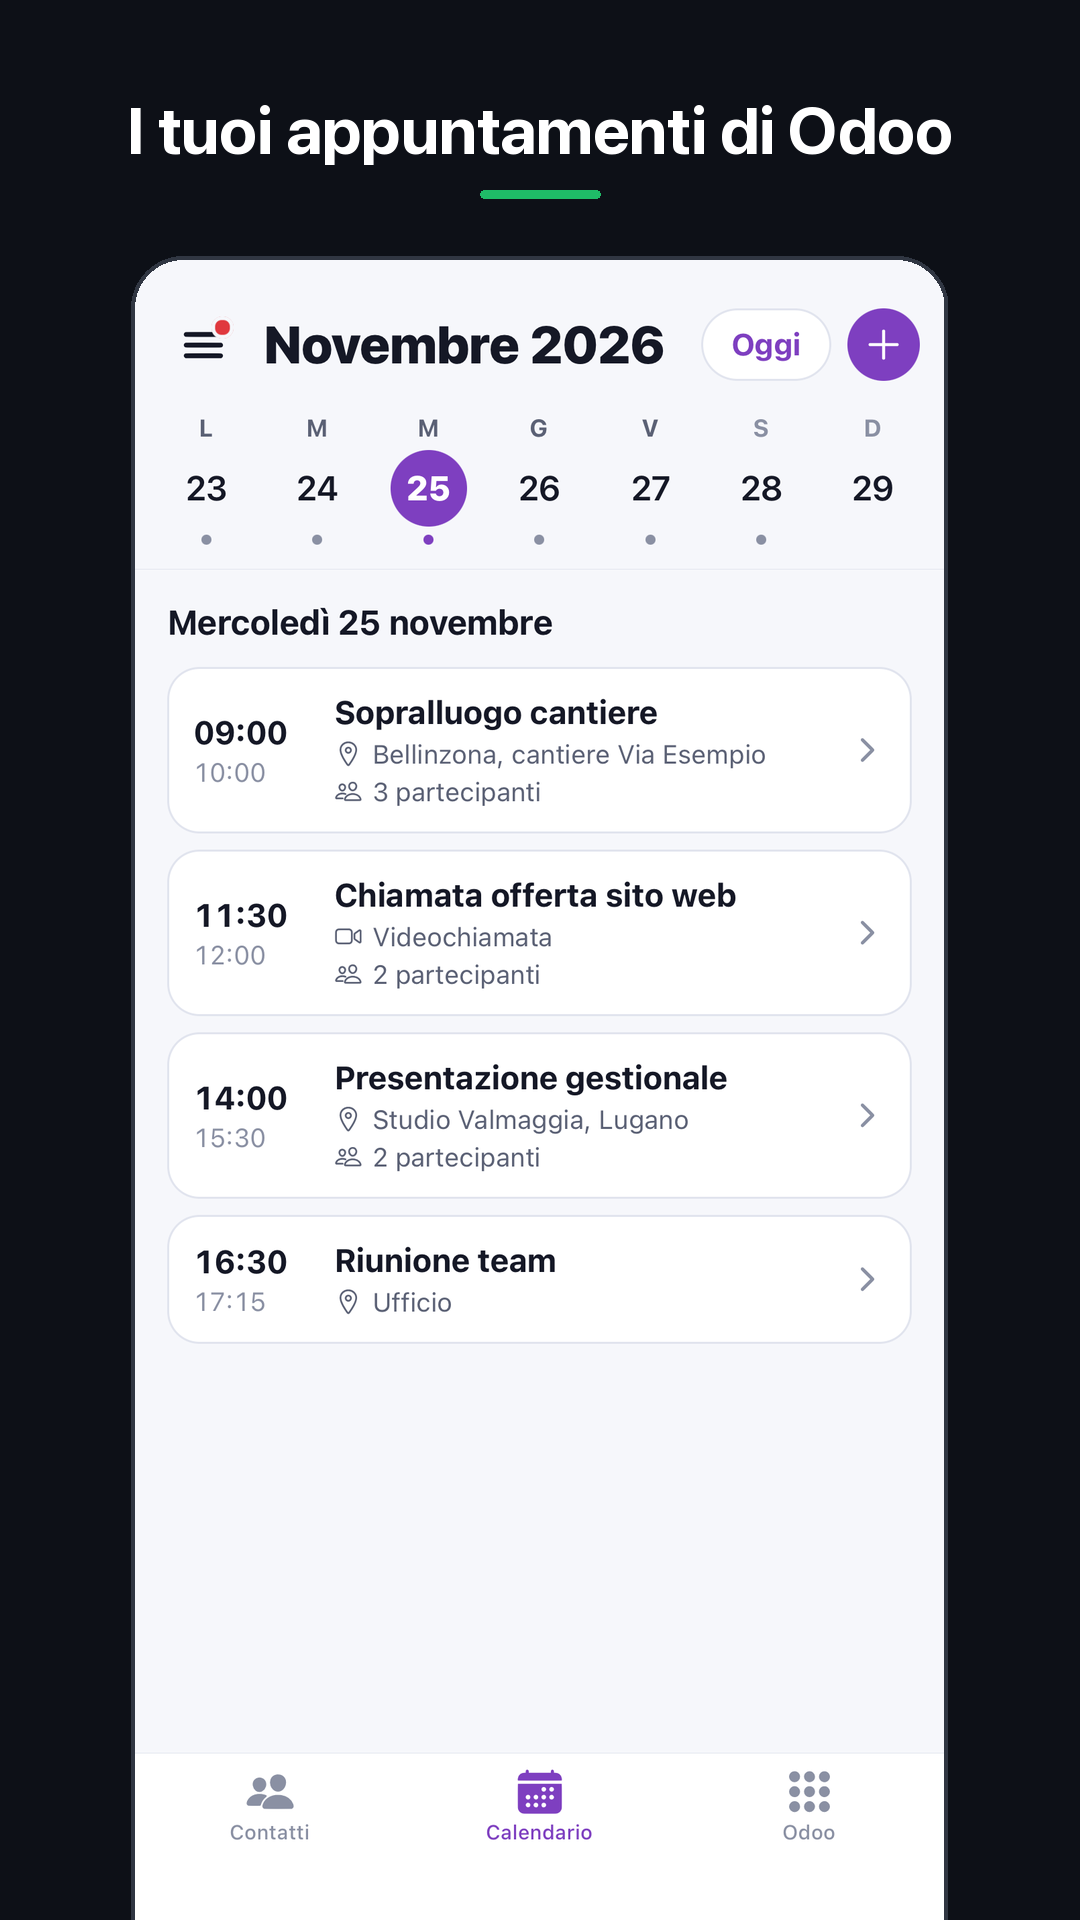 I tuoi appuntamenti di Odoo
Novembre 2026
Oggi
L M M G V S D
23 24 25 26 27 28 29
Mercoledì 25 novembre
09:00
10:00
Sopralluogo cantiere
Bellinzona, cantiere Via Esempio
3 partecipanti
11:30
12:00
Chiamata offerta sito web
Videochiamata
2 partecipanti
14:00
15:30
Presentazione gestionale
Studio Valmaggia, Lugano
2 partecipanti
16:30
17:15
Riunione team
Ufficio
Contatti
Calendario
Odoo